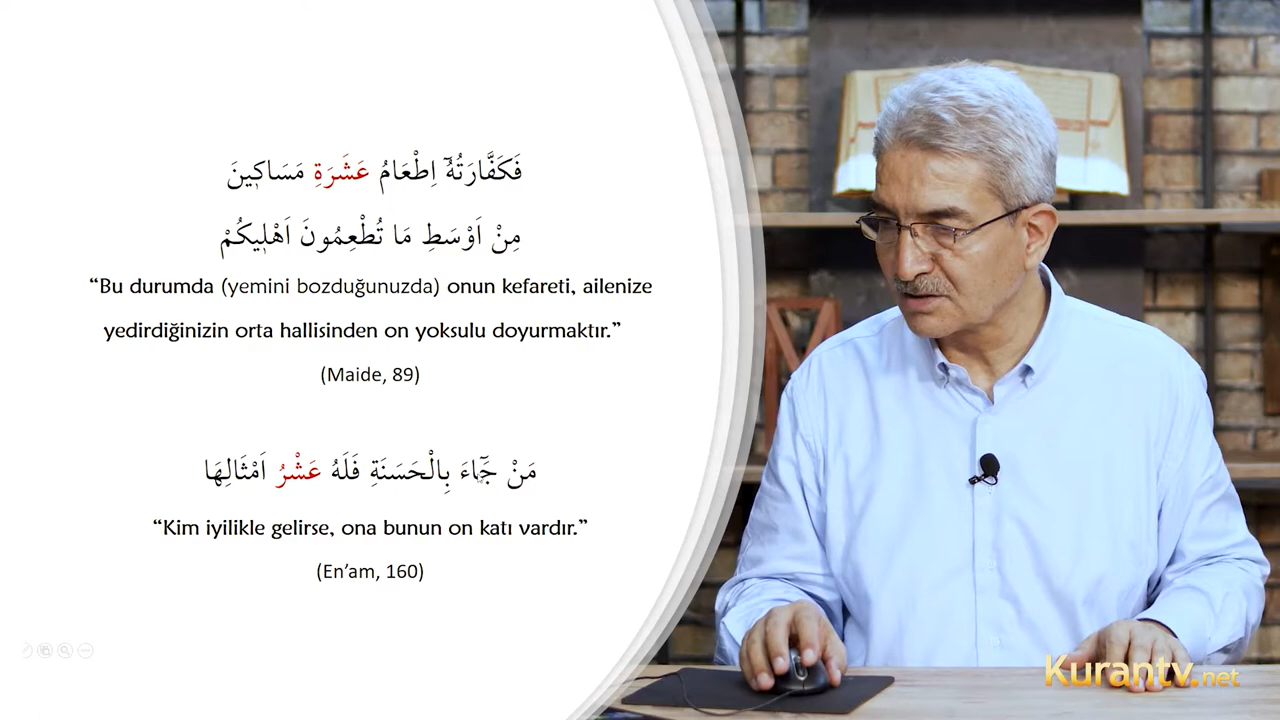 فَكَفَّارَتُهُٓ اِطْعَامُ عَشَرَةِ مَسَاك۪ينَ
مِنْ اَوْسَطِ مَا تُطْعِمُونَ اَهْل۪يكُمْ
“Bu durumda (yemini bozduğunuzda) onun kefareti, ailenize
yedirdiğinizin orta hallisinden on yoksulu doyurmaktır.”
(Maide, 89)
مَنْ جَٓاءَ بِالْحَسَنَةِ فَلَهُ عَشْرُ اَمْثَالِهَا
“Kim iyilikle gelirse, ona bunun on katı vardır.”
(En’am, 160)
Kurantv.net